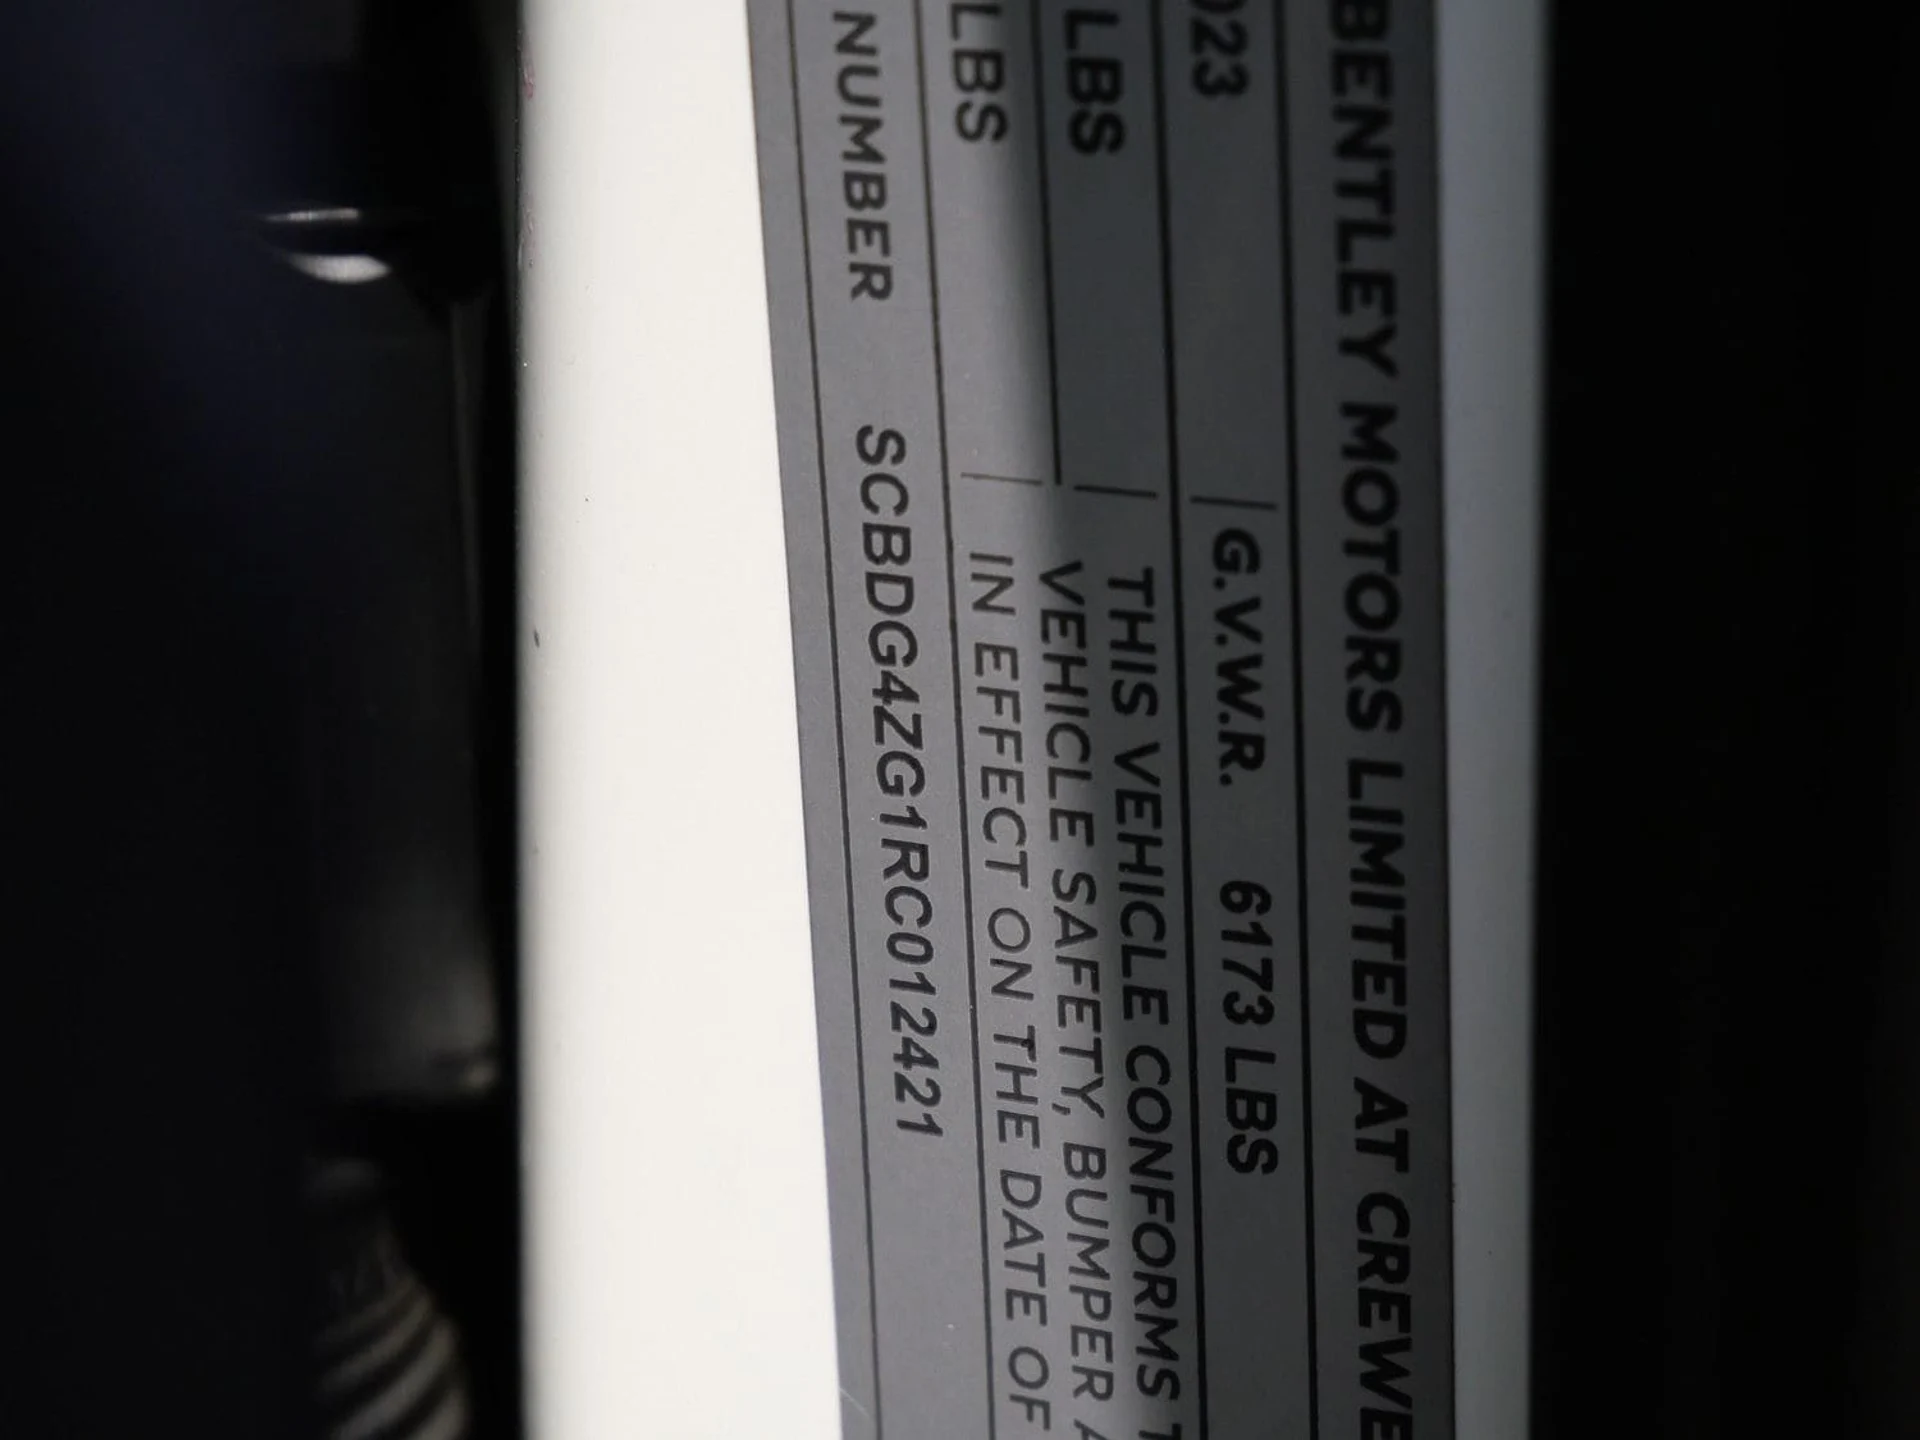 BENTLEY MOTORS LIMITED AT CREWE
023 G.V.W.R. 6173 LBS
LBS THIS VEHICLE CONFORMS T
VEHICLE SAFETY, BUMPER A
LBS IN EFFECT ON THE DATE OF
NUMBER SCBDG4ZG1RC012421